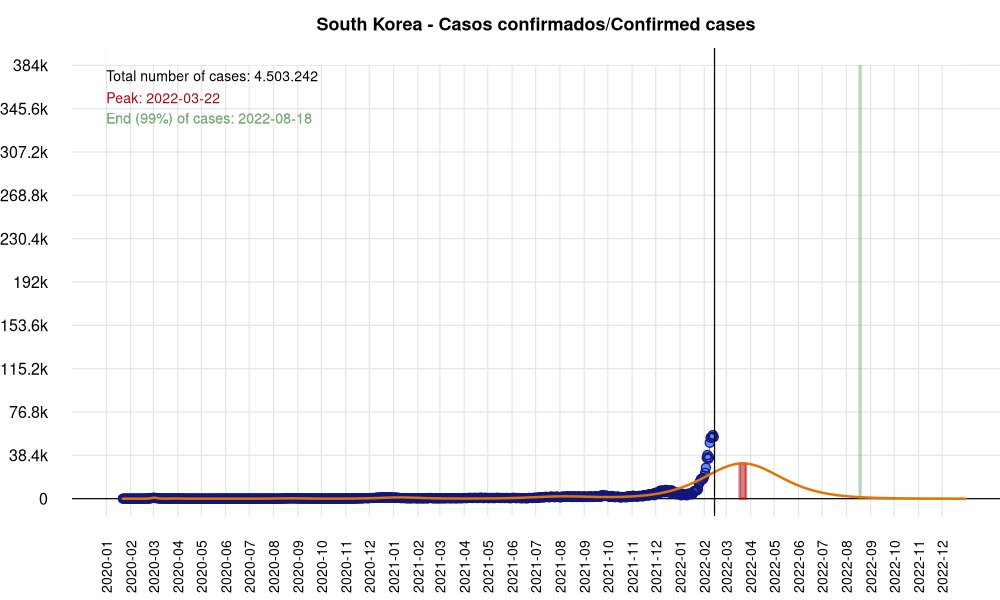 South Korea - Casos confirmados/Confirmed cases
384k
345.6k
307.2k
268.8k
230.4k
192k
153.6k
115.2k
76.8k
38.4k
0
Total number of cases: 4.503.242
Peak: 2022-03-22
End (99%) of cases: 2022-08-18
2020-01
2020-02
2020-03
2020-04
2020-05
2020-06
2020-07
2020-08
2020-09
2020-10
2020-11
2020-12
2021-01
2021-02
2021-03
2021-04
2021-05
2021-06
2021-07
2021-08
2021-09
2021-10
2021-11
2021-12
2022-01
2022-02
2022-03
2022-04
2022-05
2022-06
2022-07
2022-08
2022-09
2022-10
2022-11
2022-12